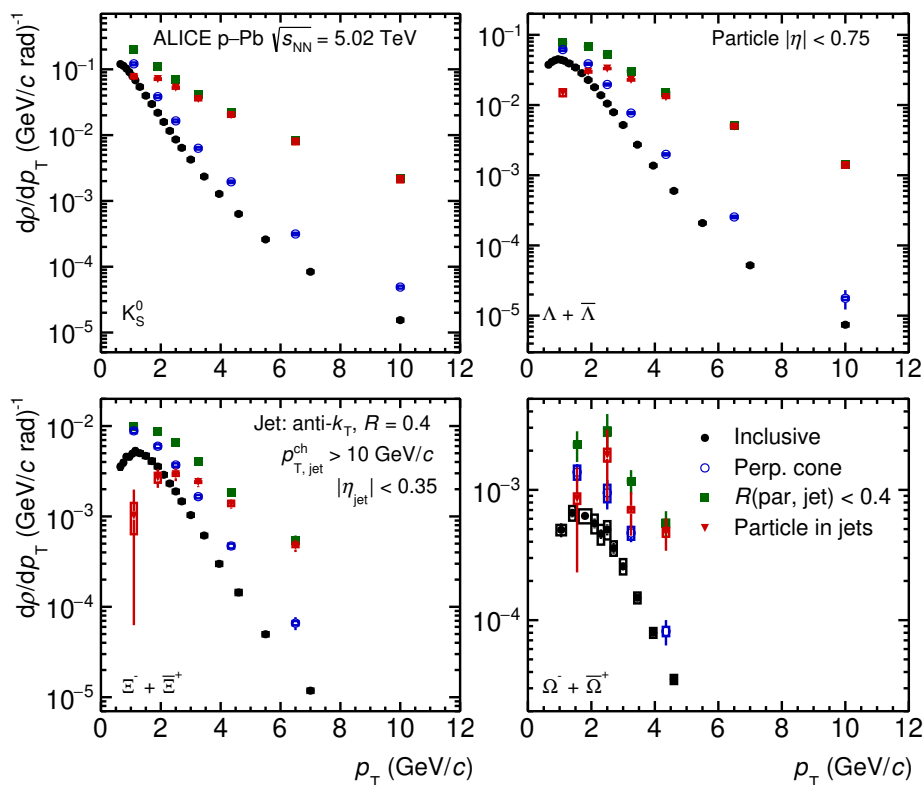 ALICE p–Pb √s_NN = 5.02 TeV
dρ/dp_T (GeV/c rad)⁻¹
10⁻¹
10⁻²
10⁻³
10⁻⁴
10⁻⁵
K⁰_S
0 2 4 6 8 10 12
Particle |η| < 0.75
10⁻¹
10⁻²
10⁻³
10⁻⁴
10⁻⁵
Λ + Λ̅
0 2 4 6 8 10 12
Jet: anti-k_T, R = 0.4
p^ch_T, jet > 10 GeV/c
|η_jet| < 0.35
dρ/dp_T (GeV/c rad)⁻¹
10⁻²
10⁻³
10⁻⁴
10⁻⁵
Ξ⁻ + Ξ̅⁺
0 2 4 6 8 10 12
p_T (GeV/c)
Inclusive
Perp. cone
R(par, jet) < 0.4
Particle in jets
10⁻³
10⁻⁴
Ω⁻ + Ω̅⁺
0 2 4 6 8 10 12
p_T (GeV/c)